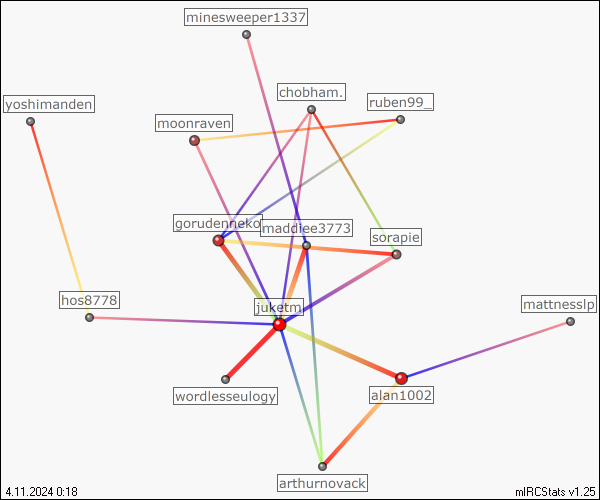 minesweeper1337
chobham.
yoshimanden
ruben99_
moonraven
gorudenneko
maddiee3773
sorapie
hos8778
juketm
mattnesslp
wordlesseulogy
alan1002
arthurnovack
4.11.2024 0:18
mIRCStats v1.25